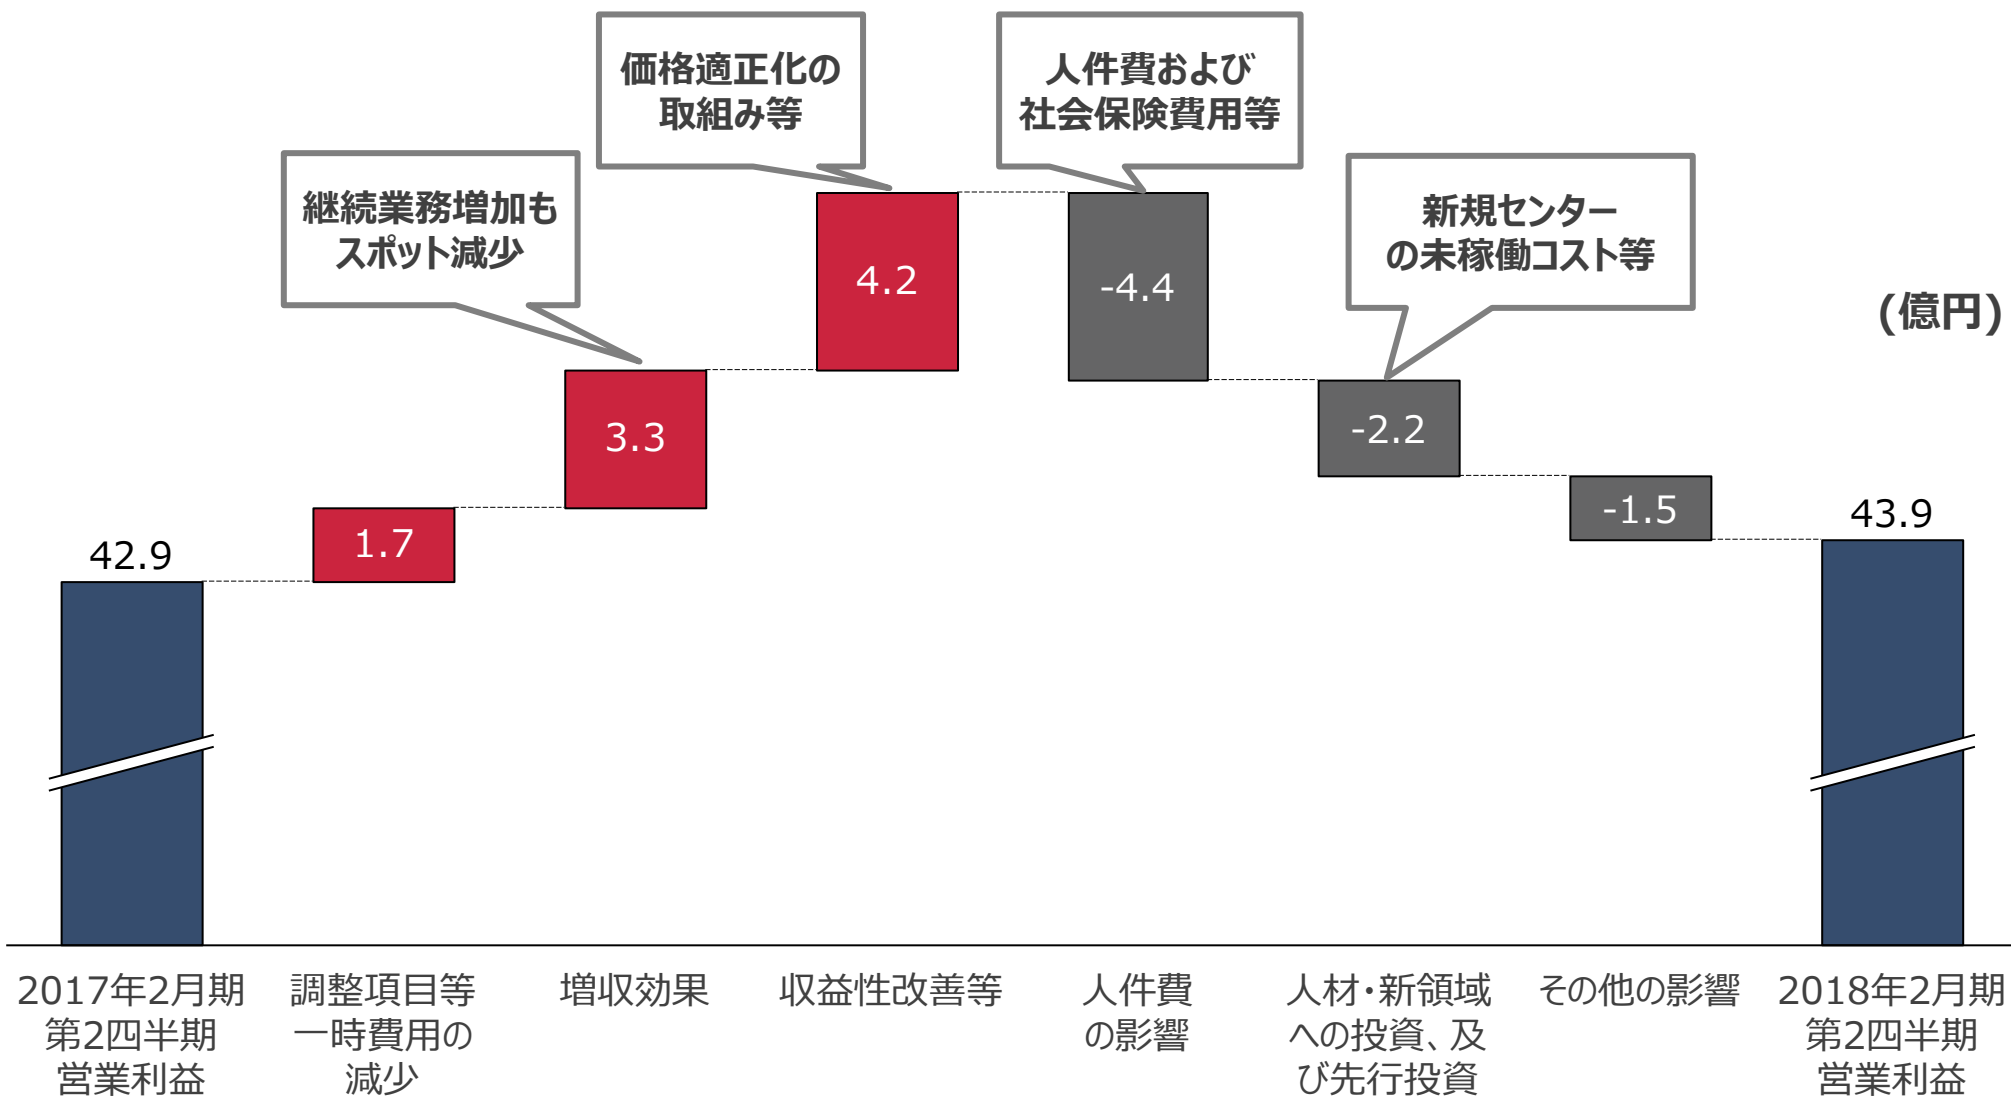 価格適正化の
取組み等
人件費および
社会保険費用等
継続業務増加も
スポット減少
新規センター
の未稼働コスト等
(億円)
42.9
1.7
3.3
4.2
-4.4
-2.2
-1.5
43.9
2017年2月期
第2四半期
営業利益
調整項目等
一時費用の
減少
増収効果
収益性改善等
人件費
の影響
人材・新領域
への投資、及
び先行投資
その他の影響
2018年2月期
第2四半期
営業利益